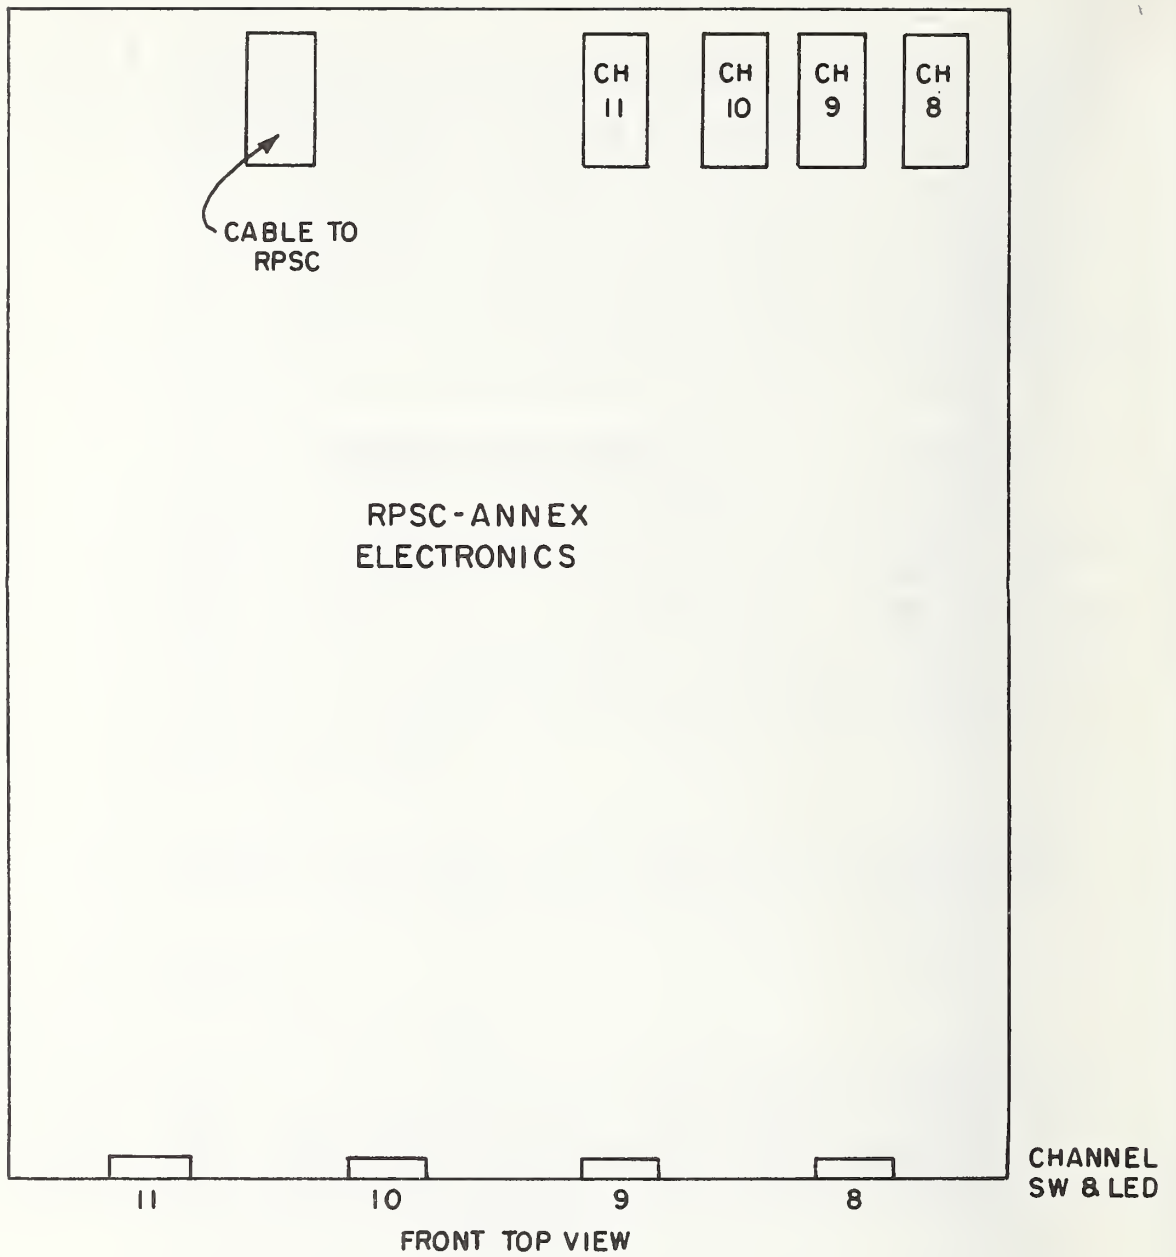 CH
11
CH
10
CH
9
CH
8
CABLE TO
RPSC
RPSC-ANNEX
ELECTRONICS
CHANNEL
SW & LED
11
10
9
8
FRONT TOP VIEW